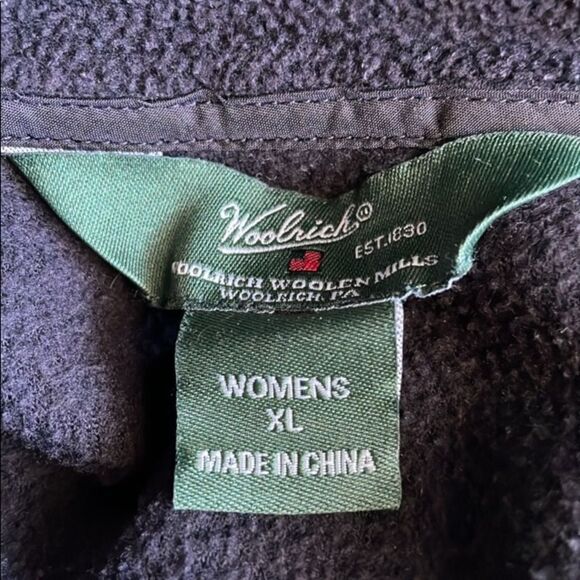 Woolrich®
EST.1830
WOOLRICH WOOLEN MILLS
WOOLRICH, PA
WOMENS
XL
MADE IN CHINA